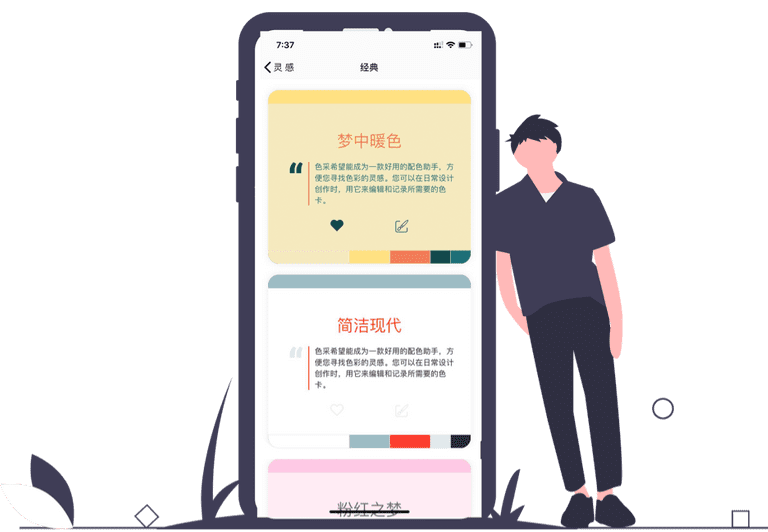 7:37
灵感
经典
梦中暖色
色采希望能成为一款好用的配色助手,方
便您寻找色彩的灵感。您可以在日常设计
创作时,用它来编辑和记录所需要的色
卡。
简洁现代
色采希望能成为一款好用的配色助手,方
便您寻找色彩的灵感。您可以在日常设计
创作时,用它来编辑和记录所需要的色
卡。
粉红之梦